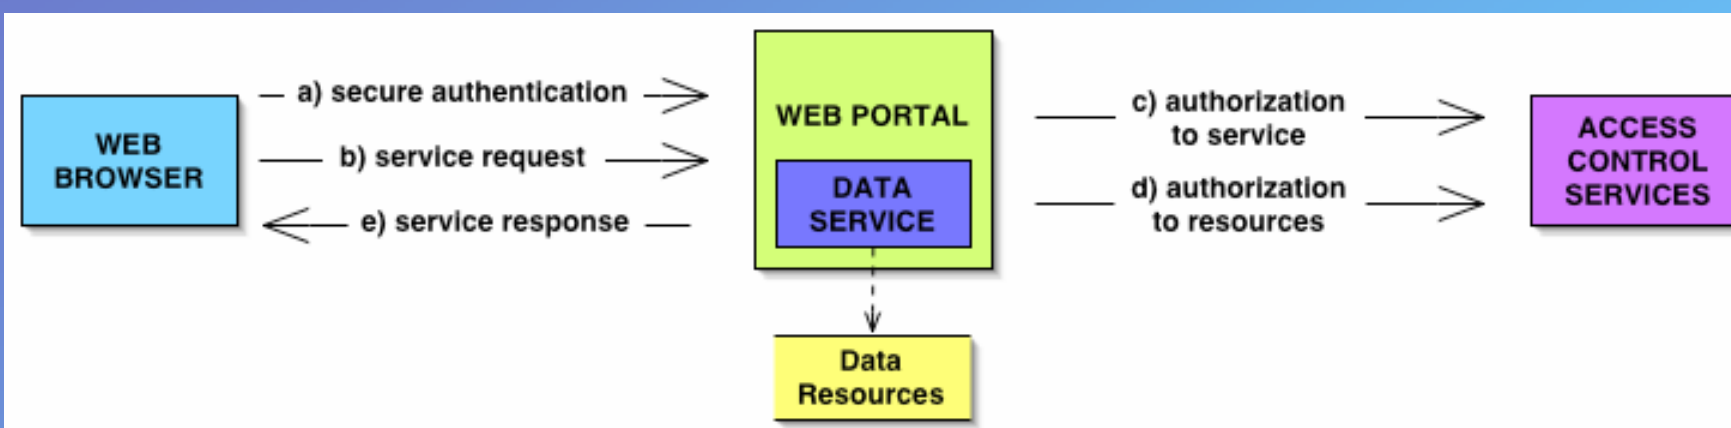 WEB
BROWSER
a) secure authentication
b) service request
e) service response
WEB PORTAL
DATA
SERVICE
Data
Resources
c) authorization
to service
d) authorization
to resources
ACCESS
CONTROL
SERVICES